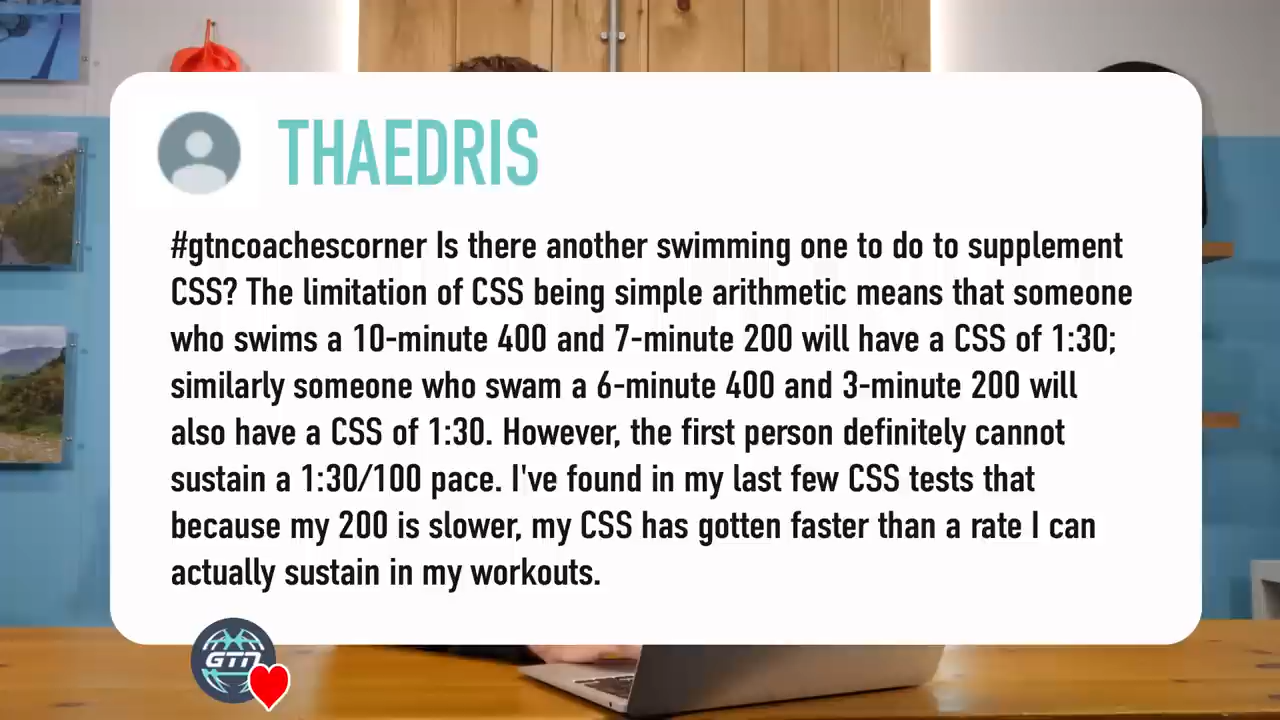 THAEDRIS
#gtncoachescorner Is there another swimming one to do to supplement
CSS? The limitation of CSS being simple arithmetic means that someone
who swims a 10-minute 400 and 7-minute 200 will have a CSS of 1:30;
similarly someone who swam a 6-minute 400 and 3-minute 200 will
also have a CSS of 1:30. However, the first person definitely cannot
sustain a 1:30/100 pace. I've found in my last few CSS tests that
because my 200 is slower, my CSS has gotten faster than a rate I can
actually sustain in my workouts.
GTN